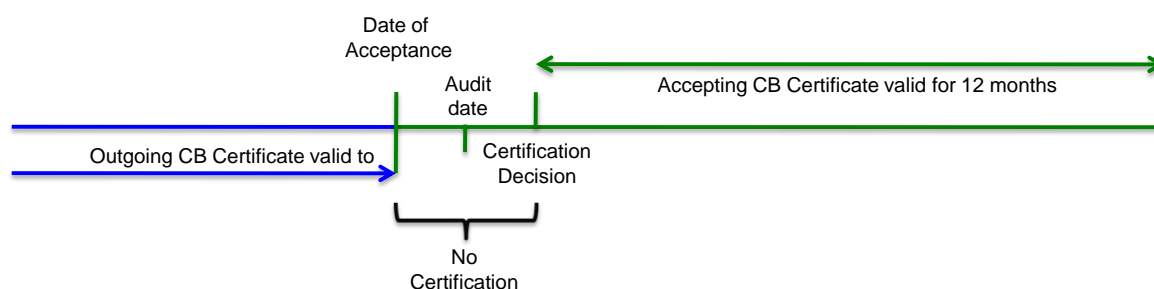 Date of
Acceptance
Audit
date
Accepting CB Certificate valid for 12 months
Outgoing CB Certificate valid to
Certification
Decision
No
Certification